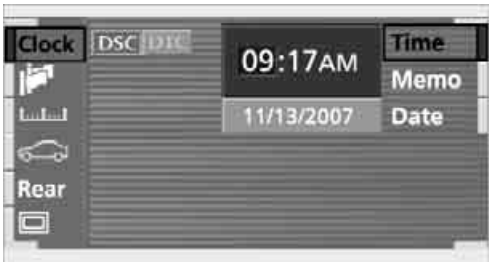 Clock
DSC DTC
09:17AM
Time
Memo
11/13/2007
Date
Rear